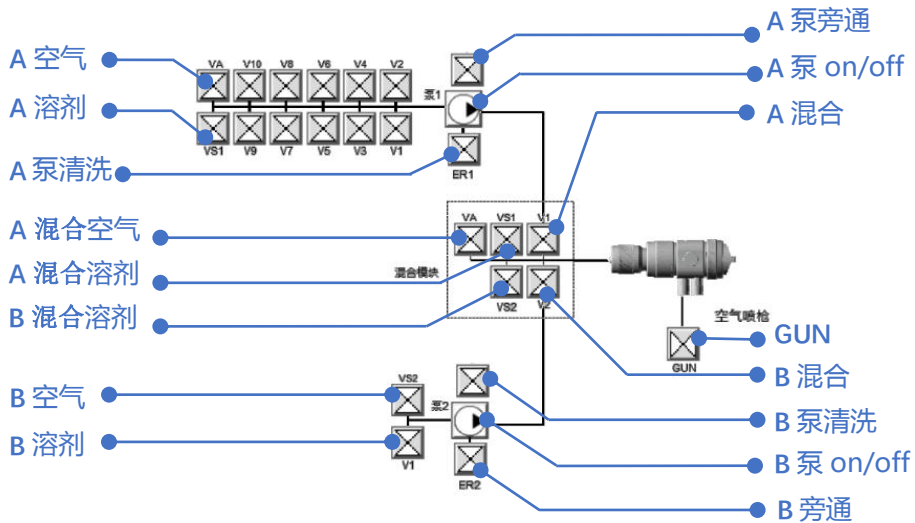 A 空气
A 溶剂
A 泵清洗
A 混合空气
A 混合溶剂
B 混合溶剂
B 空气
B 溶剂
VA V10 V8 V6 V4 V2
VS1 V9 V7 V5 V3 V1
泵1
ER1
VA VS1 V1
混合模块
VS2 V2
空气喷枪
GUN
VS2
泵2
V1
ER2
A 泵旁通
A 泵 on/off
A 混合
GUN
B 混合
B 泵清洗
B 泵 on/off
B 旁通